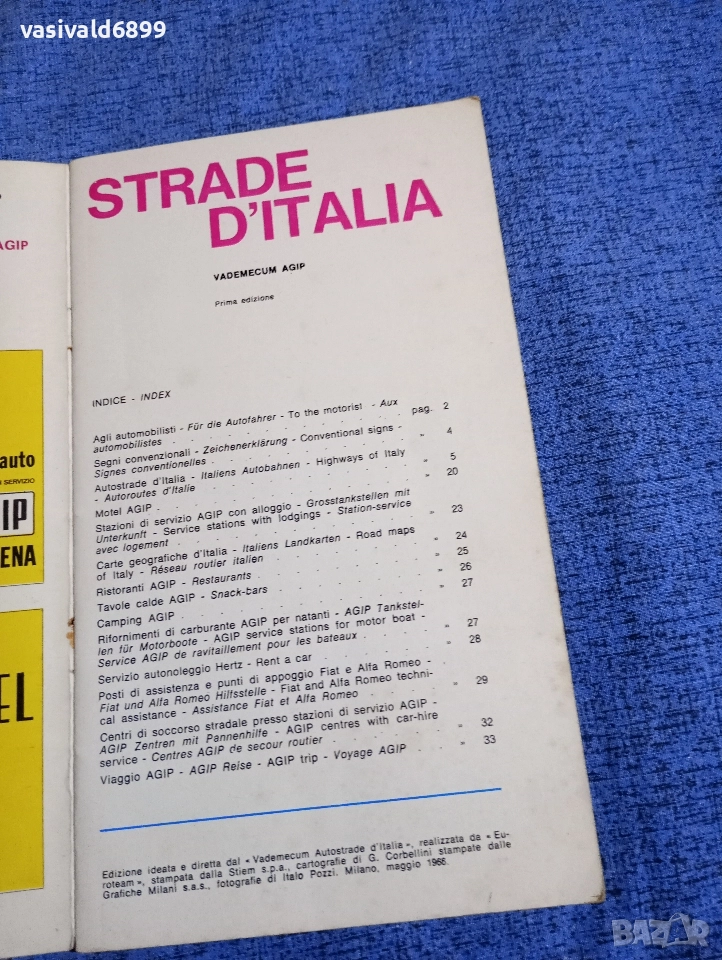 vasivald6899
AGIP
auto
SERVIZIO
IP
ENA
EL
STRADE
D'ITALIA
VADEMECUM AGIP
Prima edizione
INDICE - INDEX
Agli automobilisti - Für die Autofahrer - To the motorist - Aux
automobilistes . . . . . . . . . . pag. 2
Segni convenzionali - Zeichenerklärung - Conventional signs -
Signes conventionelles . . . . . . . . . » 4
Autostrade d'Italia - Italiens Autobahnen - Highways of Italy
- Autoroutes d'Italie . . . . . . . . . » 5
Motel AGIP . . . . . . . . . . . » 20
Stazioni di servizio AGIP con alloggio - Grosstankstellen mit
Unterkunft - Service stations with lodgings - Station-service
avec logement . . . . . . . . . . » 23
Carte geografiche d'Italia - Italiens Landkarten - Road maps
of Italy - Réseau routier italien . . . . . . » 24
Ristoranti AGIP - Restaurants . . . . . . . » 25
Tavole calde AGIP - Snack-bars . . . . . . . » 26
Camping AGIP . . . . . . . . . . » 27
Rifornimenti di carburante AGIP per natanti - AGIP Tankstel-
len für Motorboote - AGIP service stations for motor boat -
Service AGIP de ravitaillement pour les bateaux . . . » 27
Servizio autonoleggio Hertz - Rent a car . . . . . » 28
Posti di assistenza e punti di appoggio Fiat e Alfa Romeo -
Fiat und Alfa Romeo Hilfsstelle - Fiat and Alfa Romeo techni-
cal assistance - Assistance Fiat et Alfa Romeo . . . . » 29
Centri di soccorso stradale presso stazioni di servizio AGIP -
AGIP Zentren mit Pannenhilfe - AGIP centres with car-hire
service - Centres AGIP de secour routier . . . . . » 32
Viaggio AGIP - AGIP Reise - AGIP trip - Voyage AGIP . . » 33
Edizione ideata e diretta dal « Vademecum Autostrade d'Italia », realizzata da « Eu-
roteam », stampata dalla Stiem s.p.a., cartografie di G. Corbellini stampate dalle
Grafiche Milani s.a.s., fotografie di Italo Pozzi. Milano, maggio 1966.
BAZAR